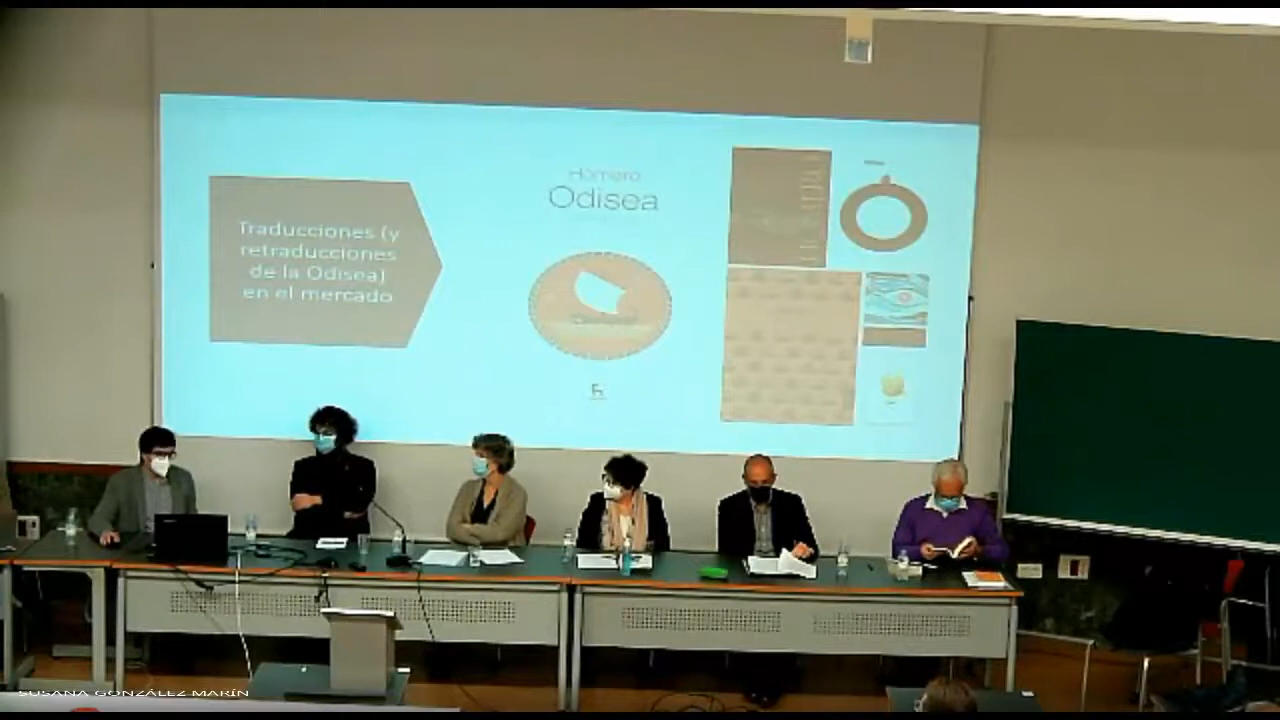 Traducciones (y
retraducciones
de la Odisea)
en el mercado
Homero
Odisea
SUSANA GONZÁLEZ MARÍN